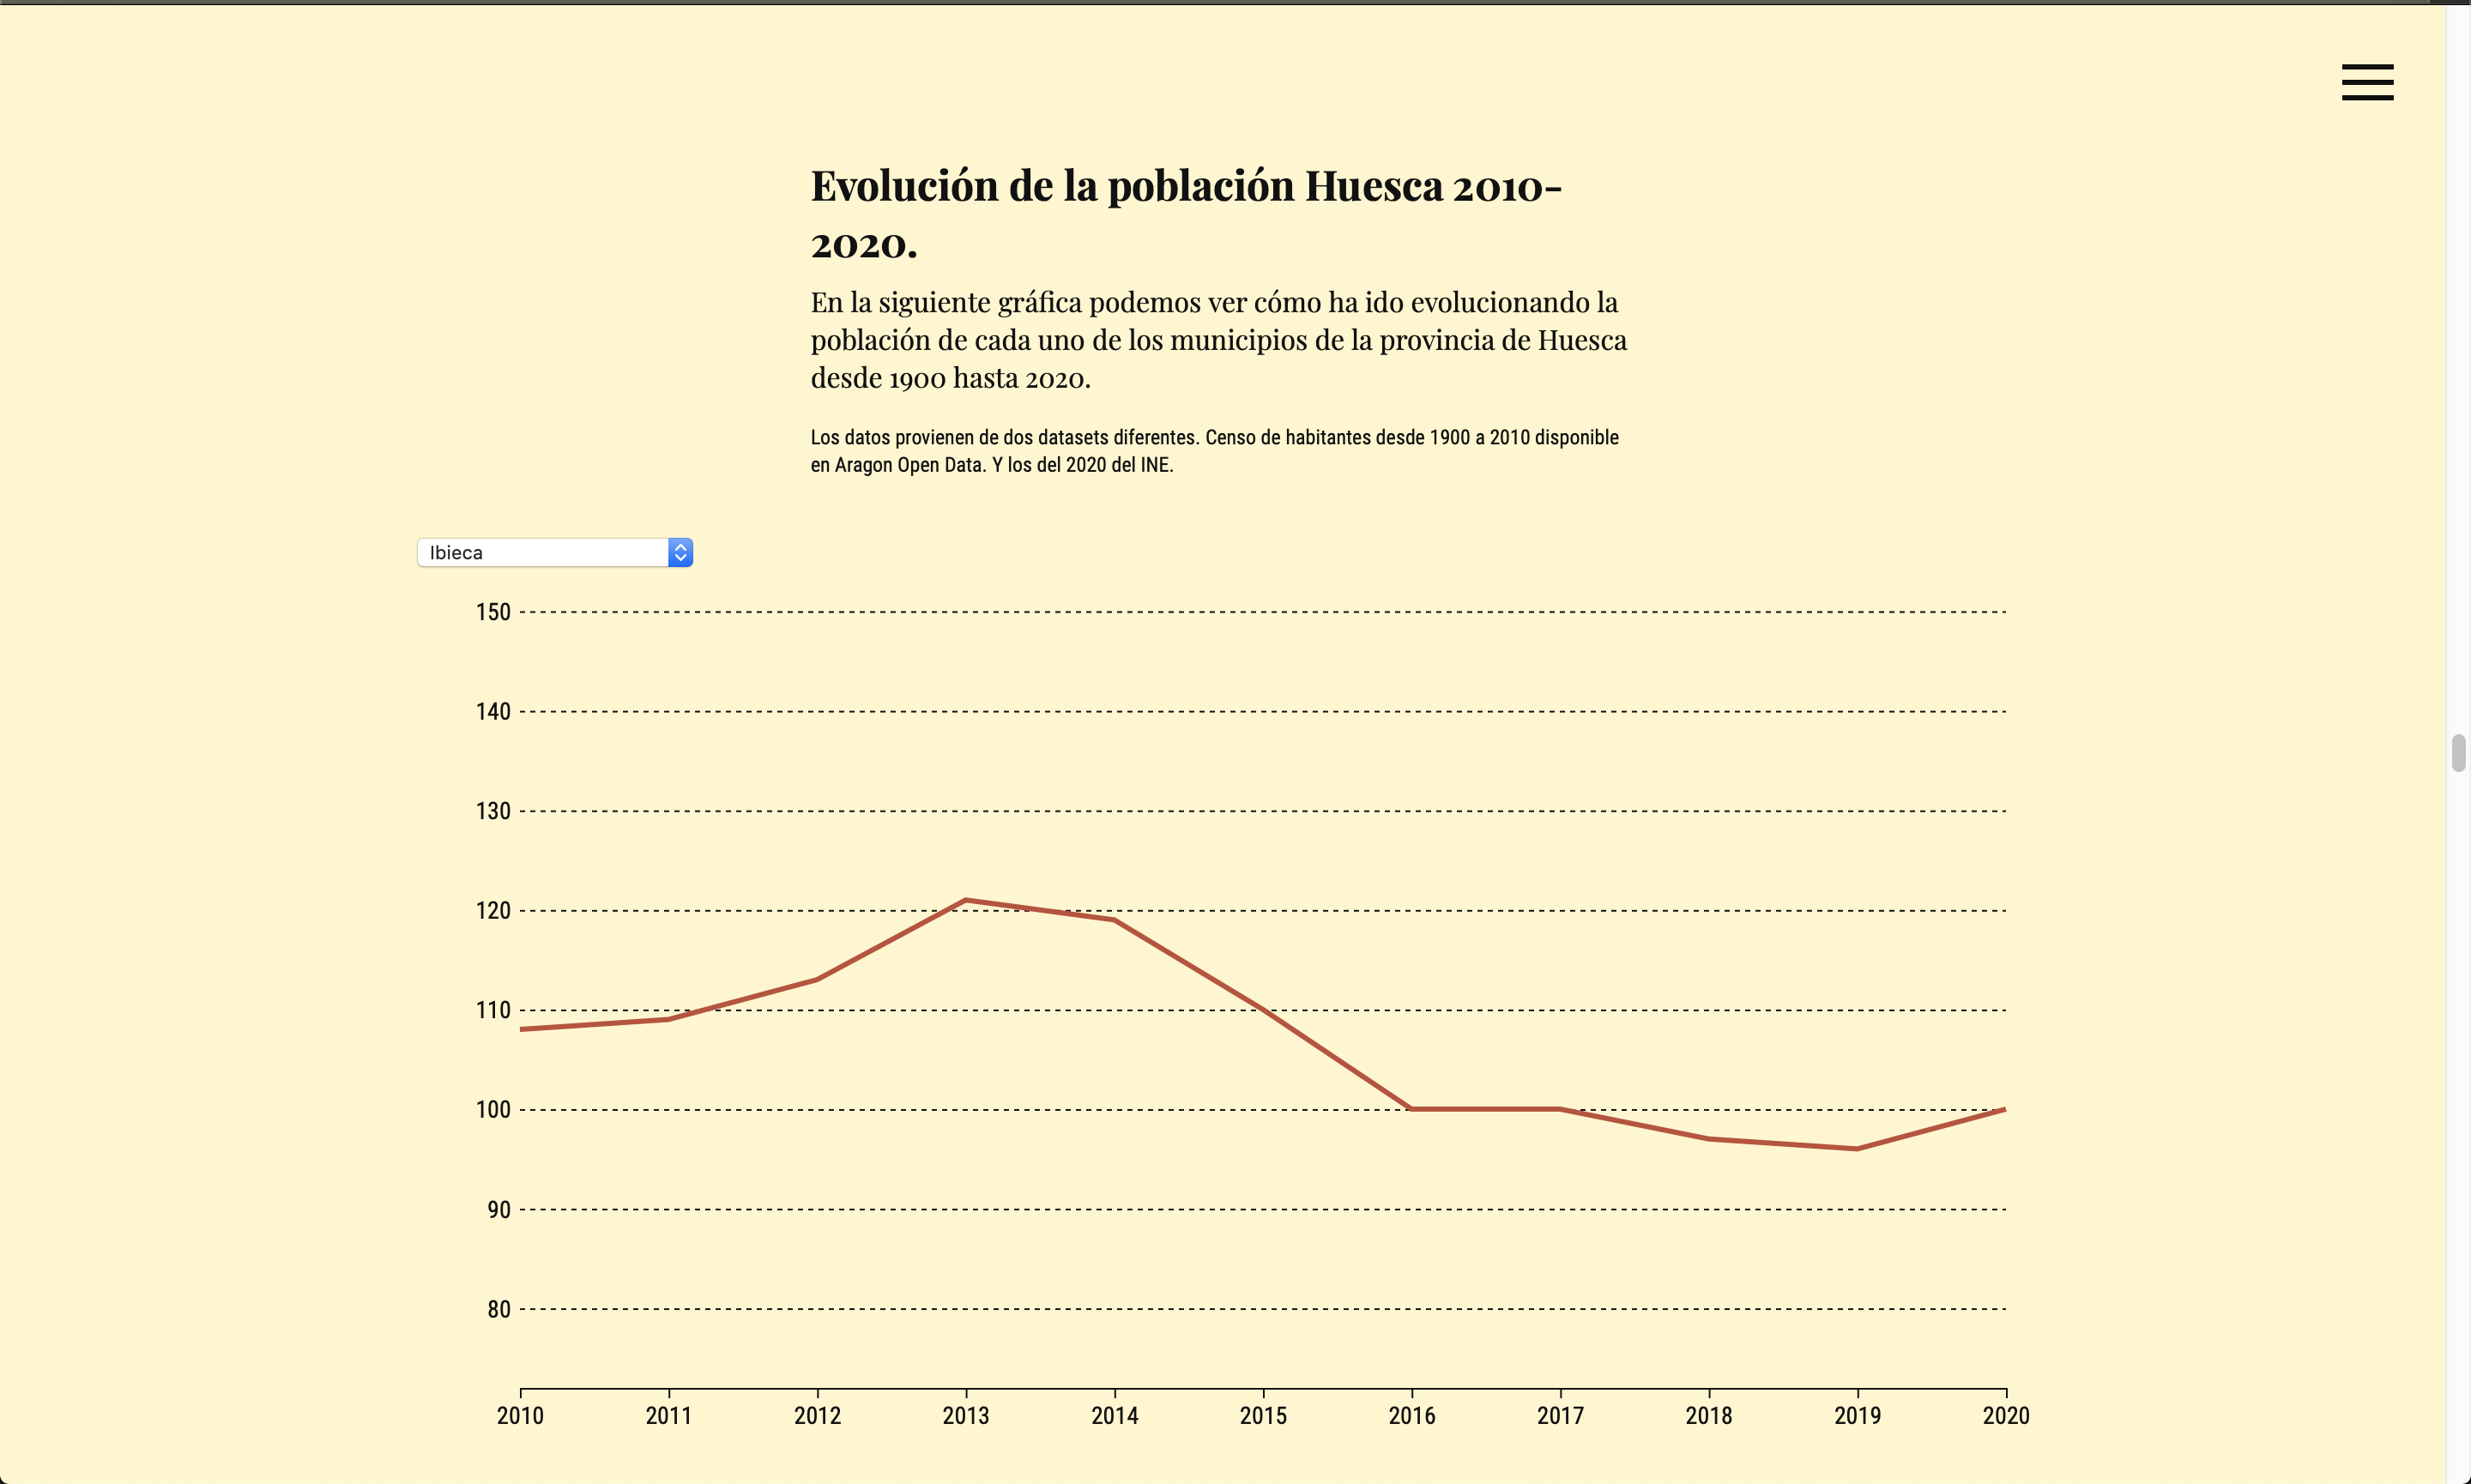 Evolución de la población Huesca 2010-
2020.
En la siguiente gráfica podemos ver cómo ha ido evolucionando la
población de cada uno de los municipios de la provincia de Huesca
desde 1900 hasta 2020.
Los datos provienen de dos datasets diferentes. Censo de habitantes desde 1900 a 2010 disponible
en Aragon Open Data. Y los del 2020 del INE.
Ibieca
150
140
130
120
110
100
90
80
2010 2011 2012 2013 2014 2015 2016 2017 2018 2019 2020